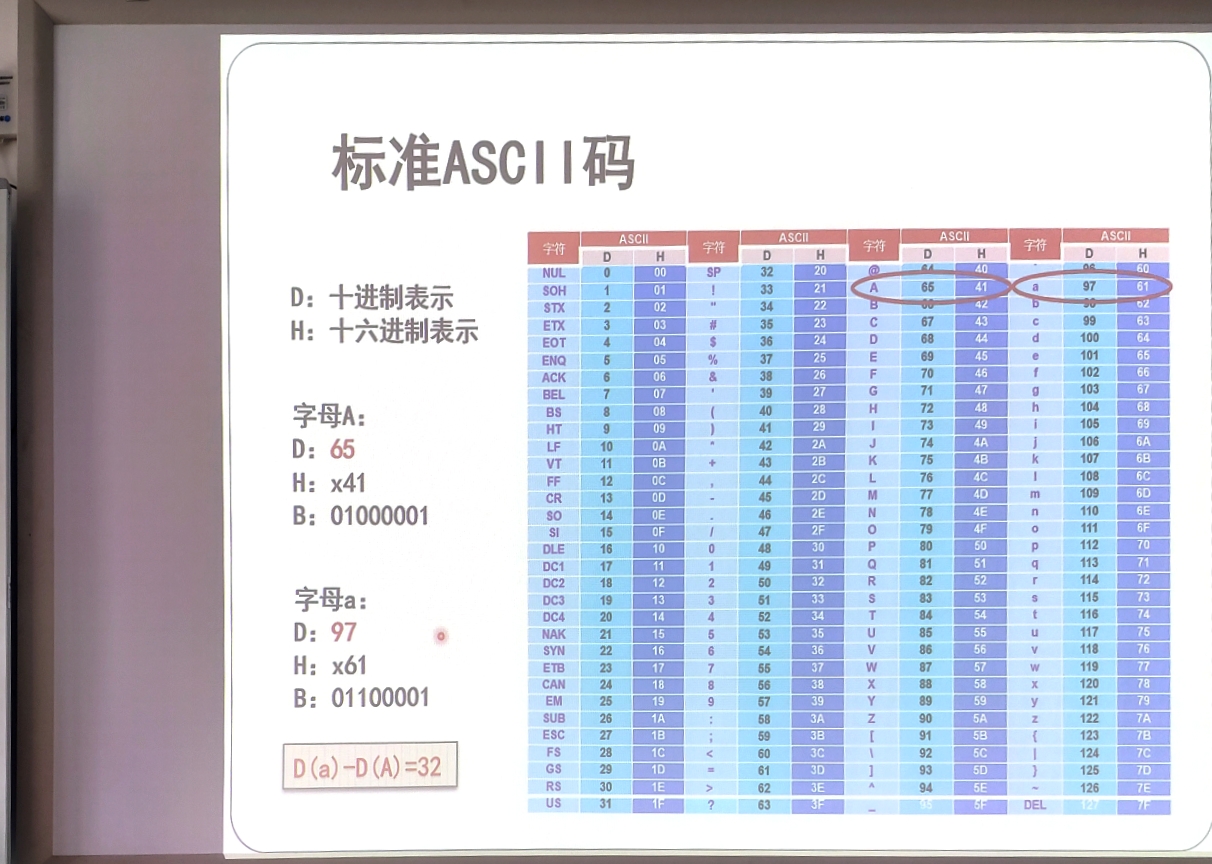 标准ASCII码
D：十进制表示
H：十六进制表示
字母A：
D：65
H：x41
B：01000001
字母a：
D：97
H：x61
B：01100001
D(a)-D(A)=32
字符 ASCII 字符 ASCII 字符 ASCII 字符 ASCII
D H D H D H D H
NUL 0 00 SP 32 20 @ 64 40 96 60
SOH 1 01 ! 33 21 A 65 41 a 97 61
STX 2 02 " 34 22 B 66 42 b 98 62
ETX 3 03 # 35 23 C 67 43 c 99 63
EOT 4 04 $ 36 24 D 68 44 d 100 64
ENQ 5 05 % 37 25 E 69 45 e 101 65
ACK 6 06 & 38 26 F 70 46 f 102 66
BEL 7 07 ' 39 27 G 71 47 g 103 67
BS 8 08 ( 40 28 H 72 48 h 104 68
HT 9 09 ) 41 29 I 73 49 i 105 69
LF 10 0A * 42 2A J 74 4A j 106 6A
VT 11 0B + 43 2B K 75 4B k 107 6B
FF 12 0C , 44 2C L 76 4C l 108 6C
CR 13 0D - 45 2D M 77 4D m 109 6D
SO 14 0E . 46 2E N 78 4E n 110 6E
SI 15 0F / 47 2F O 79 4F o 111 6F
DLE 16 10 0 48 30 P 80 50 p 112 70
DC1 17 11 1 49 31 Q 81 51 q 113 71
DC2 18 12 2 50 32 R 82 52 r 114 72
DC3 19 13 3 51 33 S 83 53 s 115 73
DC4 20 14 4 52 34 T 84 54 t 116 74
NAK 21 15 5 53 35 U 85 55 u 117 75
SYN 22 16 6 54 36 V 86 56 v 118 76
ETB 23 17 7 55 37 W 87 57 w 119 77
CAN 24 18 8 56 38 X 88 58 x 120 78
EM 25 19 9 57 39 Y 89 59 y 121 79
SUB 26 1A : 58 3A Z 90 5A z 122 7A
ESC 27 1B ; 59 3B [ 91 5B { 123 7B
FS 28 1C < 60 3C \ 92 5C | 124 7C
GS 29 1D = 61 3D ] 93 5D } 125 7D
RS 30 1E > 62 3E ^ 94 5E ~ 126 7E
US 31 1F ? 63 3F _ 95 5F DEL 127 7F